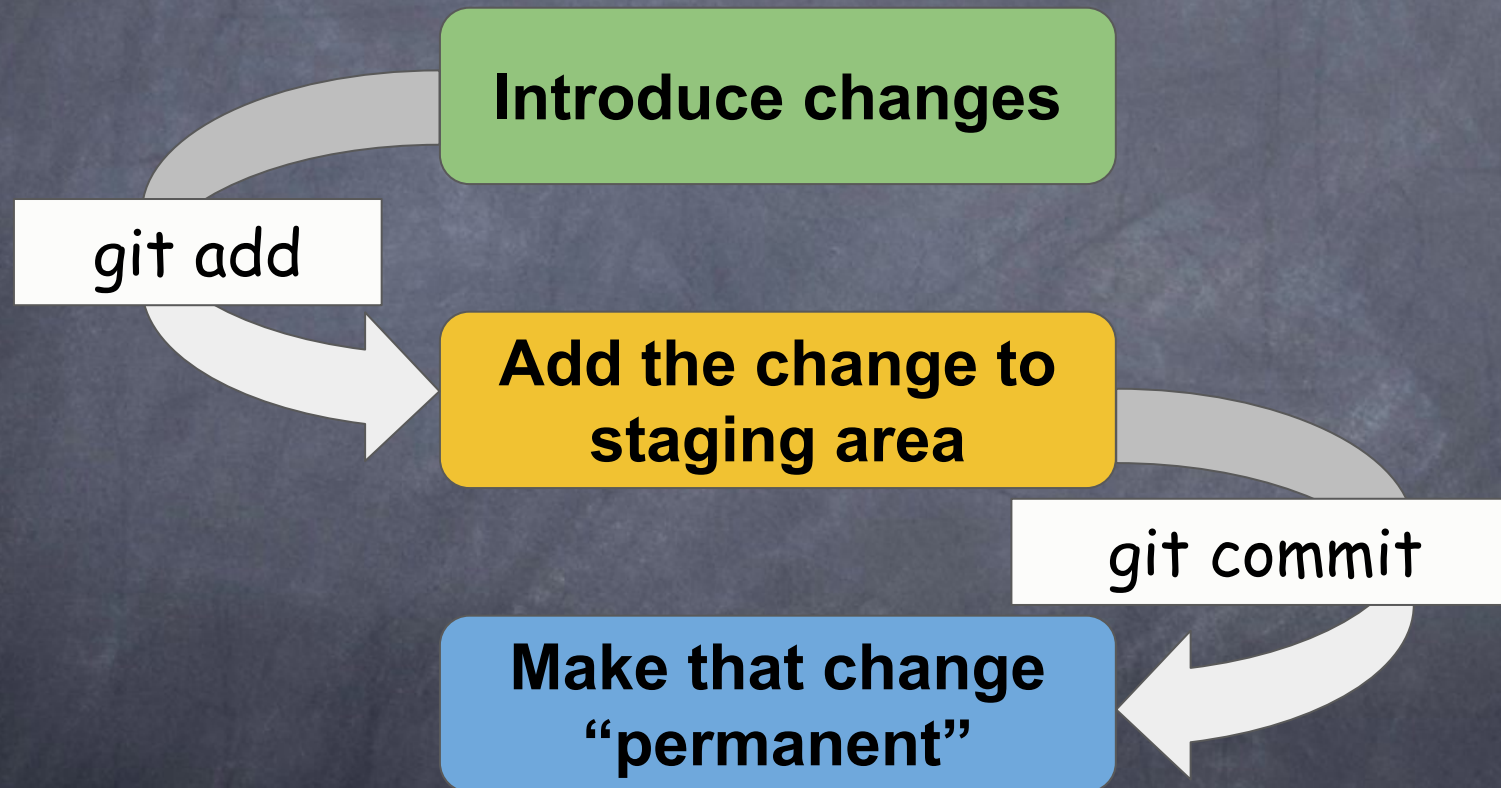 Introduce changes
git add
Add the change to
staging area
git commit
Make that change
“permanent”